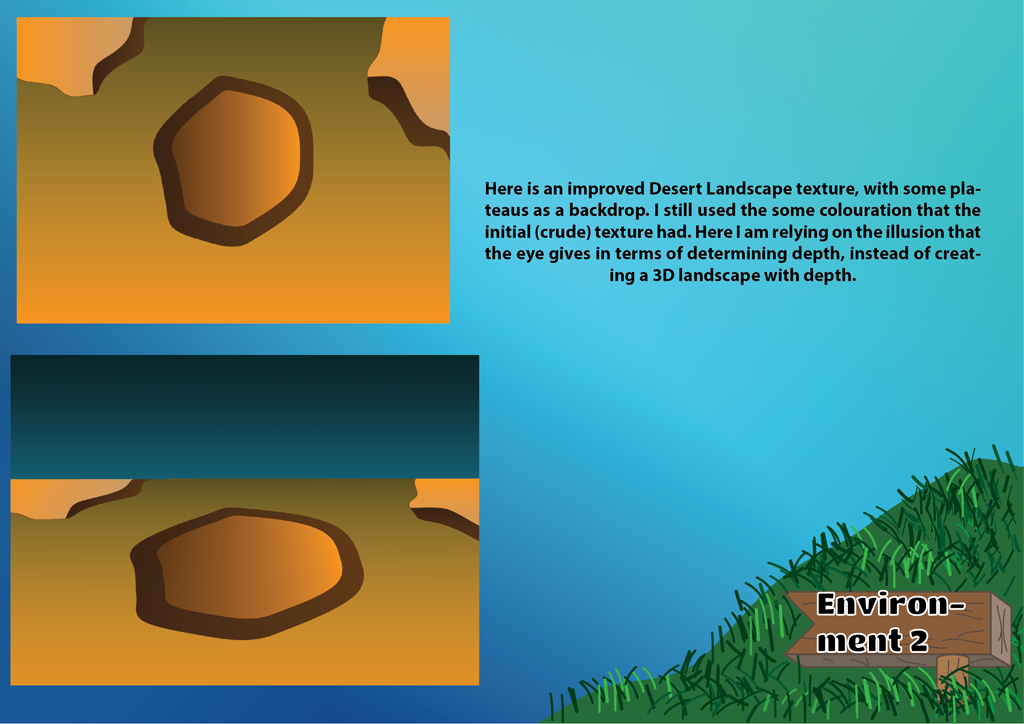 Here is an improved Desert Landscape texture, with some pla-
teaus as a backdrop. I still used the some colouration that the
initial (crude) texture had. Here I am relying on the illusion that
the eye gives in terms of determining depth, instead of creat-
ing a 3D landscape with depth.
Environ-
ment 2